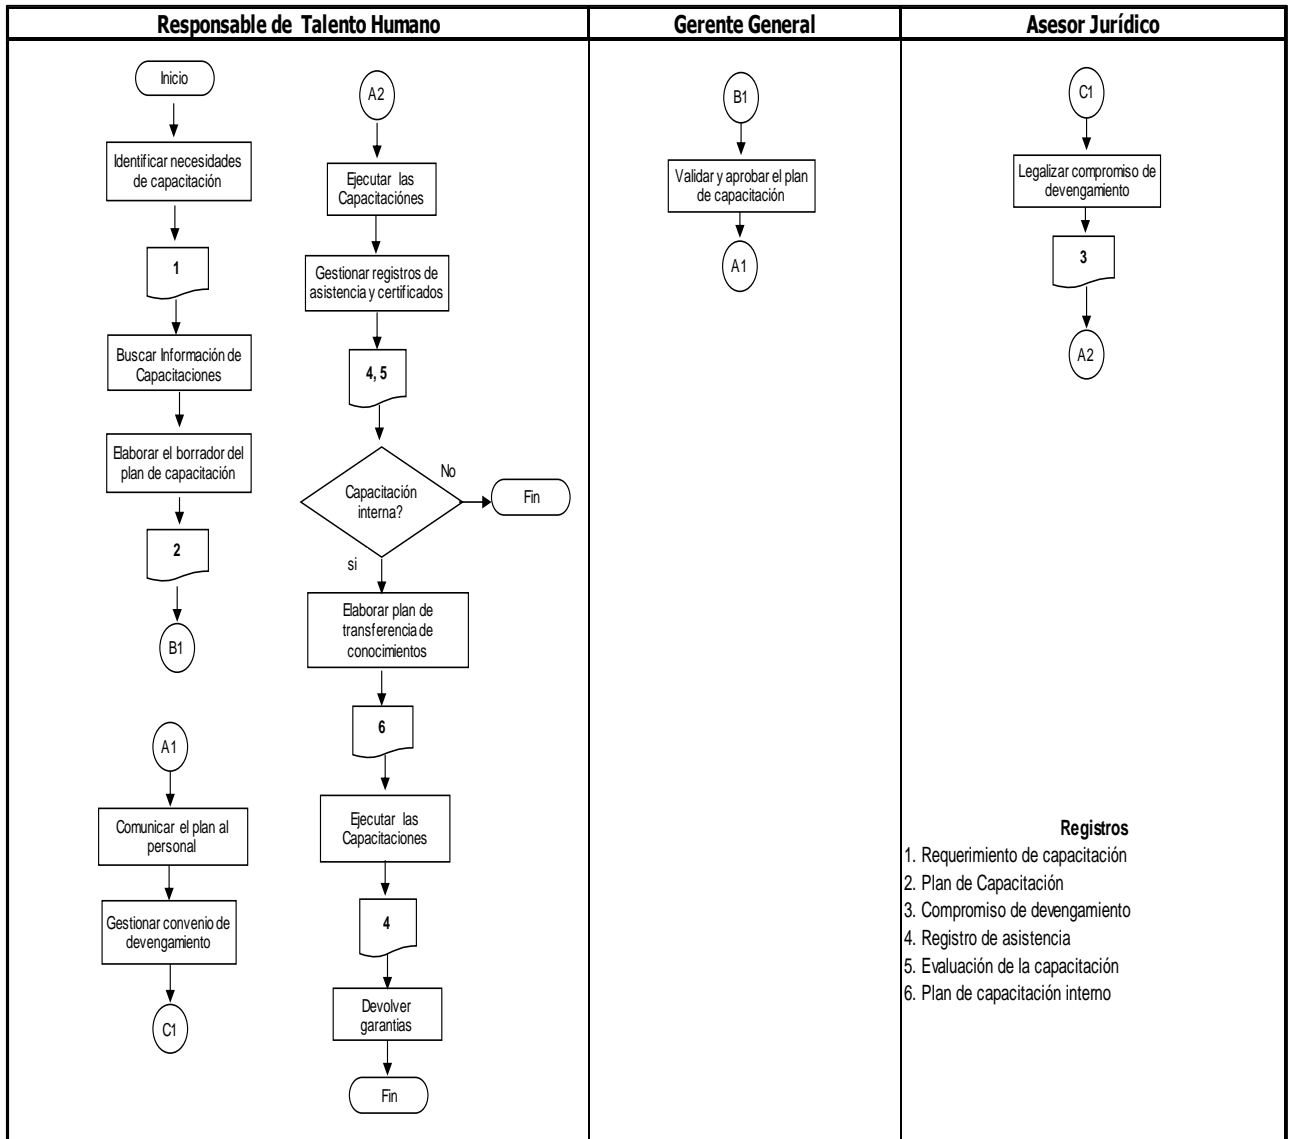 Responsable de Talento Humano
Gerente General
Asesor Jurídico
Inicio
Identificar necesidades
de capacitación
1
Buscar Información de
Capacitaciones
Elaborar el borrador del
plan de capacitación
2
B1
A1
Comunicar el plan al
personal
Gestionar convenio de
devengamiento
C1
A2
Ejecutar las
Capacitaciónes
Gestionar registros de
asistencia y certificados
4, 5
Capacitación
interna?
No
Fin
si
Elaborar plan de
transferencia de
conocimientos
6
Ejecutar las
Capacitaciones
4
Devolver
garantias
Fin
B1
Validar y aprobar el plan
de capacitación
A1
C1
Legalizar compromiso de
devengamiento
3
A2
Registros
1. Requerimiento de capacitación
2. Plan de Capacitación
3. Compromiso de devengamiento
4. Registro de asistencia
5. Evaluación de la capacitación
6. Plan de capacitación interno